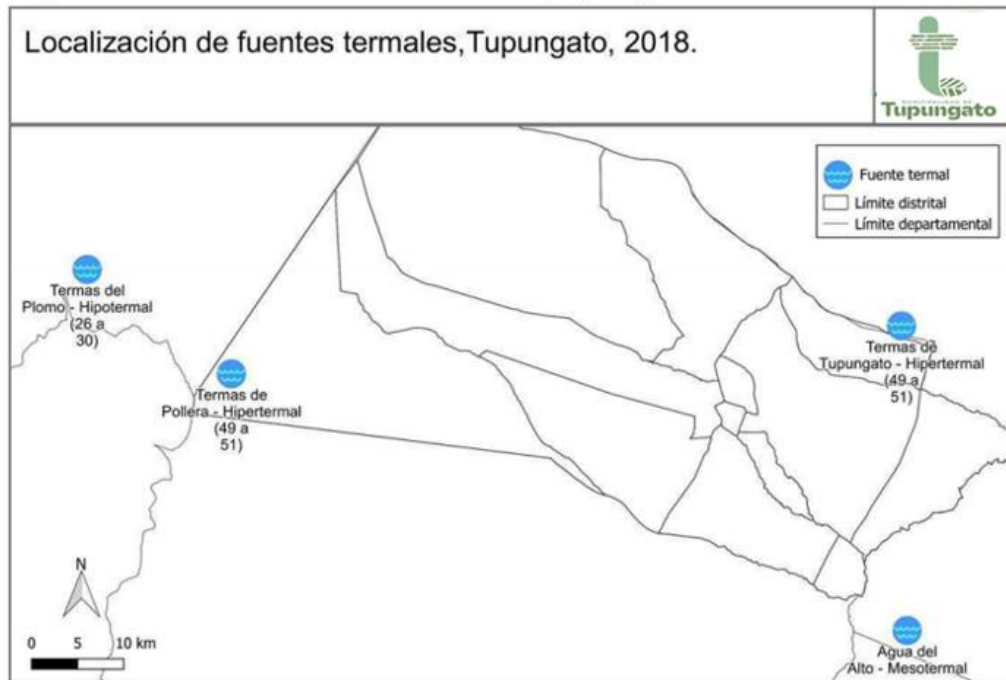 Localización de fuentes termales,Tupungato, 2018.
MUNICIPALIDAD DE
Tupungato
Fuente termal
Límite distrital
Límite departamental
Termas del
Plomo - Hipotermal
(26 a
30)
Termas de
Pollera - Hipertermal
(49 a
51)
Termas de
Tupungato - Hipertermal
(49 a
51)
Agua del
Alto - Mesotermal
N
0 5 10 km